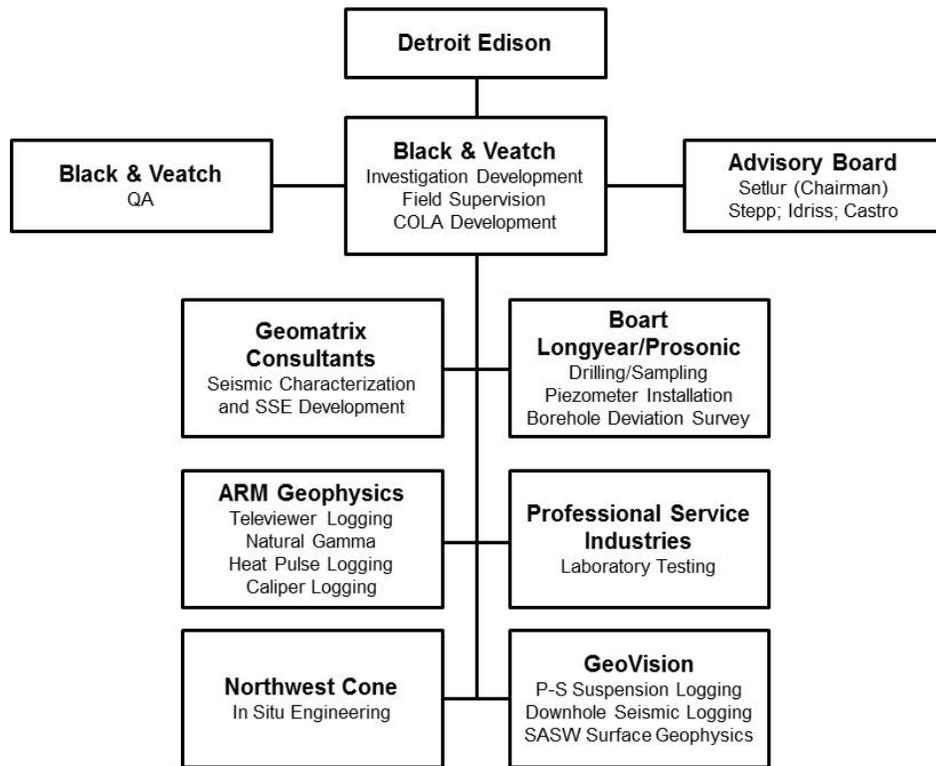 Detroit Edison
Black & Veatch
QA
Black & Veatch
Investigation Development
Field Supervision
COLA Development
Advisory Board
Setlur (Chairman)
Stepp; Idriss; Castro
Geomatrix
Consultants
Seismic Characterization
and SSE Development
Boart
Longyear/Prosonic
Drilling/Sampling
Piezometer Installation
Borehole Deviation Survey
ARM Geophysics
Televiewer Logging
Natural Gamma
Heat Pulse Logging
Caliper Logging
Professional Service
Industries
Laboratory Testing
Northwest Cone
In Situ Engineering
GeoVision
P-S Suspension Logging
Downhole Seismic Logging
SASW Surface Geophysics